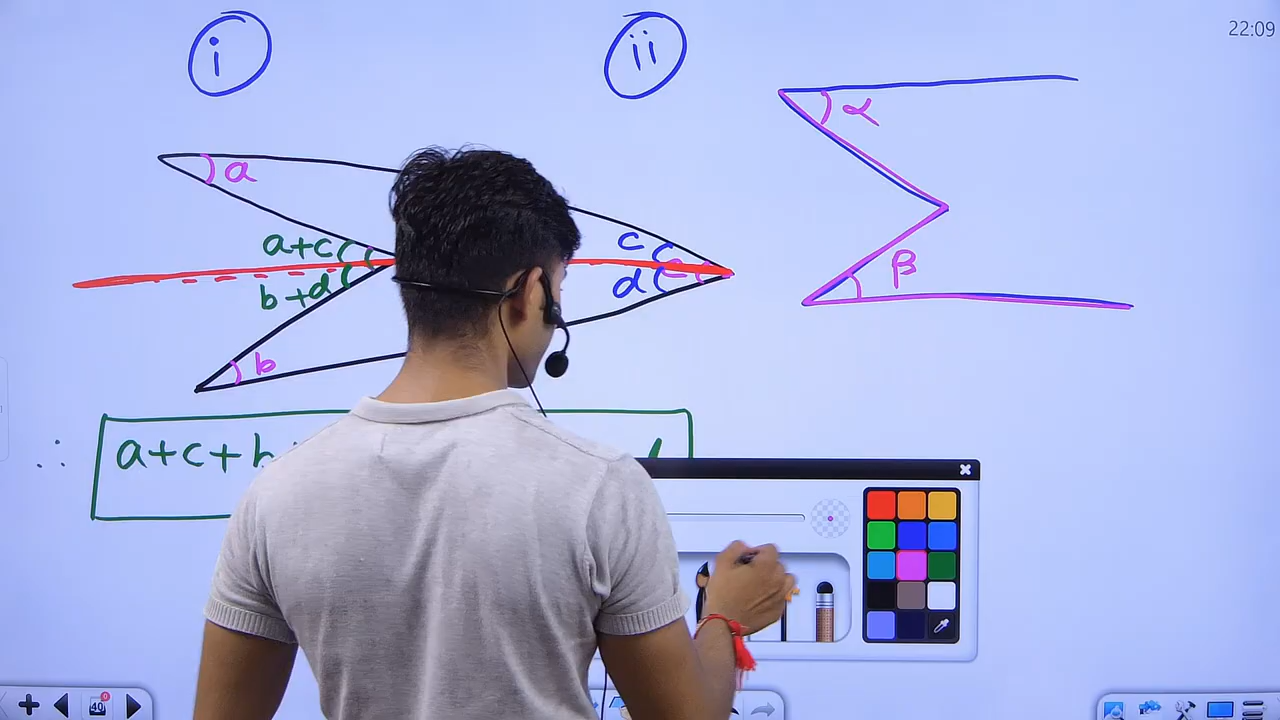 i
ii
22:09
α
a
a+c
c
b+d
d
β
b
∴ a+c+b
40